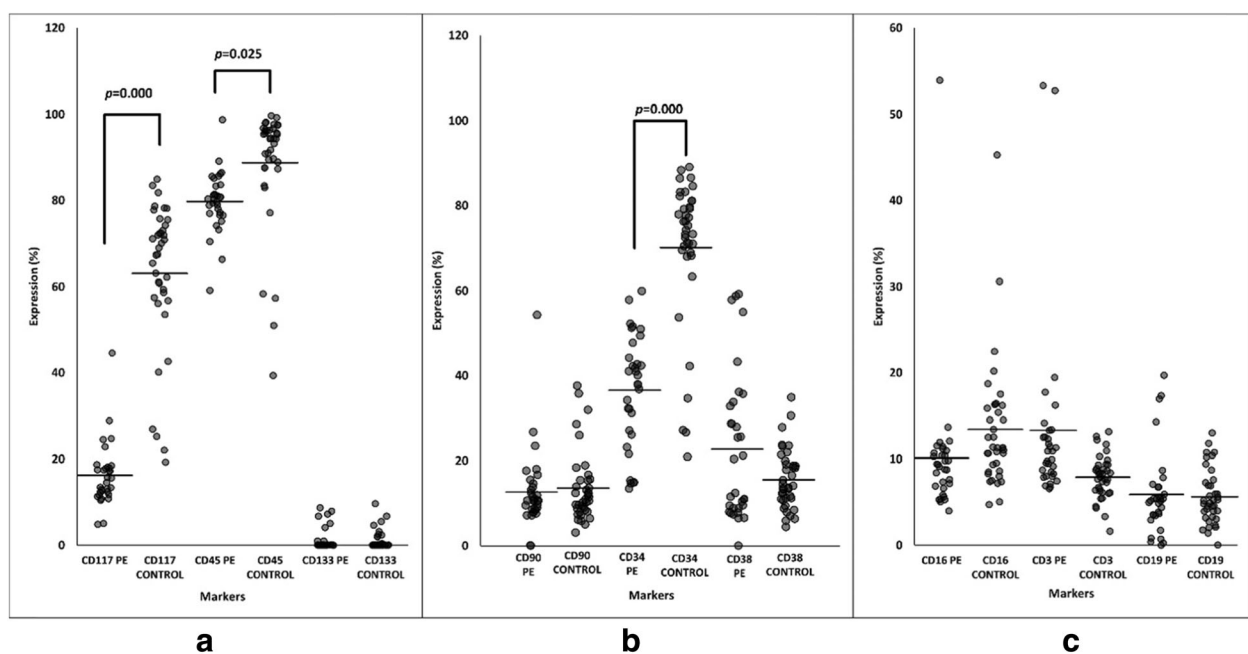 120
100
80
60
40
20
0
Expression (%)
p=0.000
p=0.025
CD117 PE
CD117
CONTROL
CD45 PE
CD45
CONTROL
CD133 PE
CD133
CONTROL
Markers
a
120
100
80
60
40
20
0
Expression (%)
p=0.000
CD90
PE
CD90
CONTROL
CD34
PE
CD34
CONTROL
CD38
PE
CD38
CONTROL
Markers
b
60
50
40
30
20
10
0
Expression (%)
CD16 PE
CD16
CONTROL
CD3 PE
CD3
CONTROL
CD19 PE
CD19
CONTROL
Markers
c